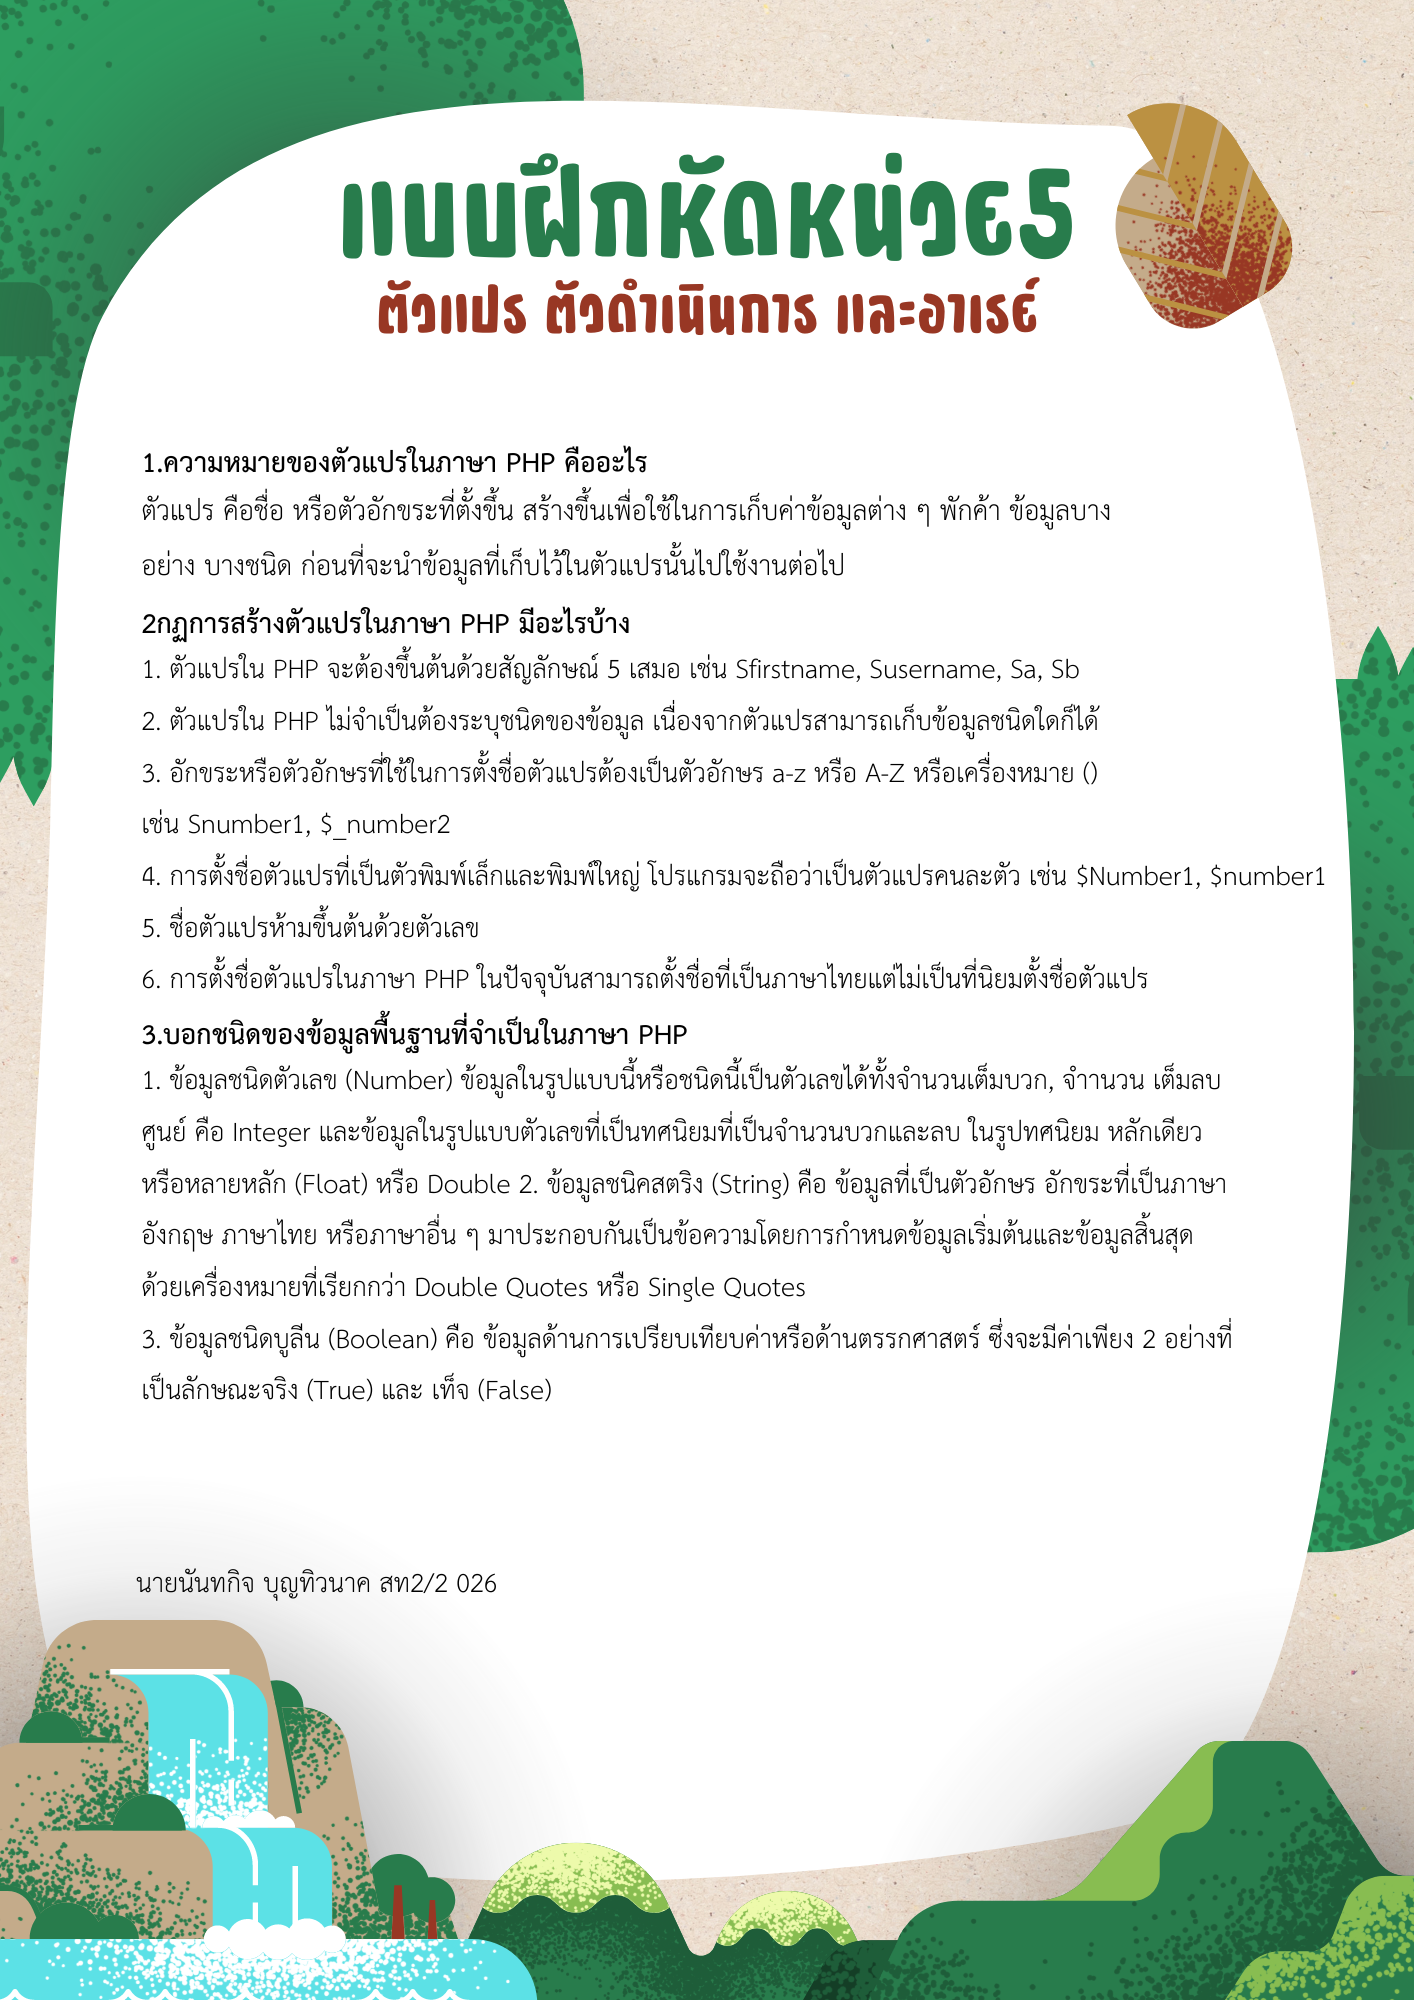 แบบฝึกหัดหน่วย5
ตัวแปร ตัวดำเนินการ และอาเรย์
1.ความหมายของตัวแปรในภาษา PHP คืออะไร
ตัวแปร คือชื่อ หรือตัวอักขระที่ตั้งขึ้น สร้างขึ้นเพื่อใช้ในการเก็บค่าข้อมูลต่าง ๆ พักค้า ข้อมูลบาง
อย่าง บางชนิด ก่อนที่จะนำข้อมูลที่เก็บไว้ในตัวแปรนั้นไปใช้งานต่อไป
2กฏการสร้างตัวแปรในภาษา PHP มีอะไรบ้าง
1. ตัวแปรใน PHP จะต้องขึ้นต้นด้วยสัญลักษณ์ 5 เสมอ เช่น Sfirstname, Susername, Sa, Sb
2. ตัวแปรใน PHP ไม่จำเป็นต้องระบุชนิดของข้อมูล เนื่องจากตัวแปรสามารถเก็บข้อมูลชนิดใดก็ได้
3. อักขระหรือตัวอักษรที่ใช้ในการตั้งชื่อตัวแปรต้องเป็นตัวอักษร a-z หรือ A-Z หรือเครื่องหมาย ()
เช่น Snumber1, $_number2
4. การตั้งชื่อตัวแปรที่เป็นตัวพิมพ์เล็กและพิมพ์ใหญ่ โปรแกรมจะถือว่าเป็นตัวแปรคนละตัว เช่น $Number1, $number1
5. ชื่อตัวแปรห้ามขึ้นต้นด้วยตัวเลข
6. การตั้งชื่อตัวแปรในภาษา PHP ในปัจจุบันสามารถตั้งชื่อที่เป็นภาษาไทยแต่ไม่เป็นที่นิยมตั้งชื่อตัวแปร
3.บอกชนิดของข้อมูลพื้นฐานที่จำเป็นในภาษา PHP
1. ข้อมูลชนิดตัวเลข (Number) ข้อมูลในรูปแบบนี้หรือชนิดนี้เป็นตัวเลขได้ทั้งจำนวนเต็มบวก, จำานวน เต็มลบ
ศูนย์ คือ Integer และข้อมูลในรูปแบบตัวเลขที่เป็นทศนิยมที่เป็นจำนวนบวกและลบ ในรูปทศนิยม หลักเดียว
หรือหลายหลัก (Float) หรือ Double 2. ข้อมูลชนิคสตริง (String) คือ ข้อมูลที่เป็นตัวอักษร อักขระที่เป็นภาษา
อังกฤษ ภาษาไทย หรือภาษาอื่น ๆ มาประกอบกันเป็นข้อความโดยการกำหนดข้อมูลเริ่มต้นและข้อมูลสิ้นสุด
ด้วยเครื่องหมายที่เรียกกว่า Double Quotes หรือ Single Quotes
3. ข้อมูลชนิดบูลีน (Boolean) คือ ข้อมูลด้านการเปรียบเทียบค่าหรือด้านตรรกศาสตร์ ซึ่งจะมีค่าเพียง 2 อย่างที่
เป็นลักษณะจริง (True) และ เท็จ (False)
นายนันทกิจ บุญทิวนาค สท2/2 026